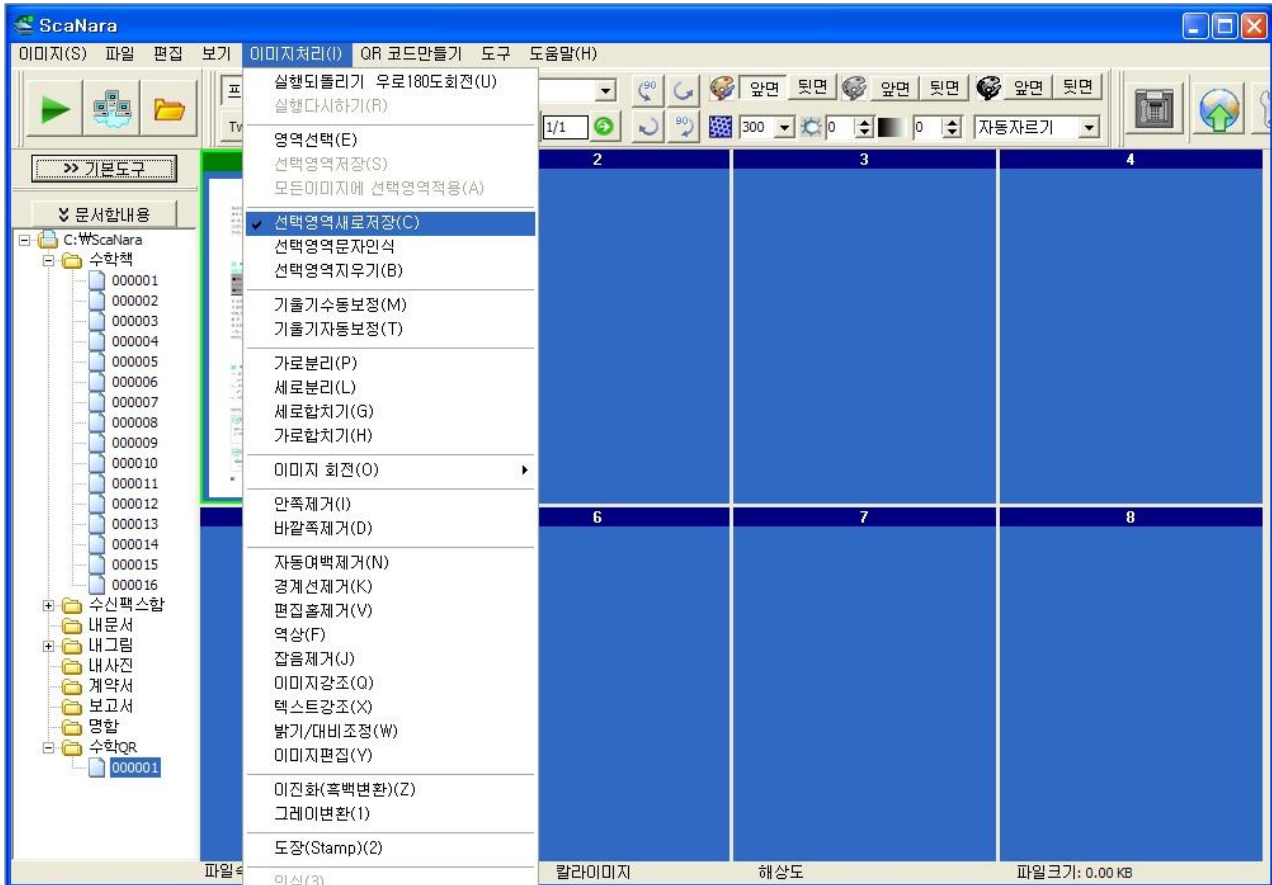 ScaNara
이미지(S) 파일 편집 보기 이미지처리(I) QR 코드만들기 도구 도움말(H)
앞면 뒷면 앞면 뒷면 앞면 뒷면
1/1 300 0 0 자동자르기
>> 기본도구
문서함내용
C:\ScaNara
수학책
000001
000002
000003
000004
000005
000006
000007
000008
000009
000010
000011
000012
000013
000014
000015
000016
수신팩스함
내문서
내그림
내사진
계약서
보고서
명함
수학QR
000001
실행되돌리기 우로180도회전(U)
실행다시하기(R)
영역선택(E)
선택영역저장(S)
모든이미지에 선택영역적용(A)
선택영역새로저장(C)
선택영역문자인식
선택영역지우기(B)
기울기수동보정(M)
기울기자동보정(T)
가로분리(P)
세로분리(L)
세로합치기(G)
가로합치기(H)
이미지 회전(O)
안쪽제거(I)
바깥쪽제거(D)
자동여백제거(N)
경계선제거(K)
편집홀제거(V)
역상(F)
잡음제거(J)
이미지강조(Q)
텍스트강조(X)
밝기/대비조정(W)
이미지편집(Y)
이진화(흑백변환)(Z)
그레이변환(1)
도장(Stamp)(2)
인식(3)
2 3 4
6 7 8
칼라이미지 해상도 파일크기: 0.00 KB